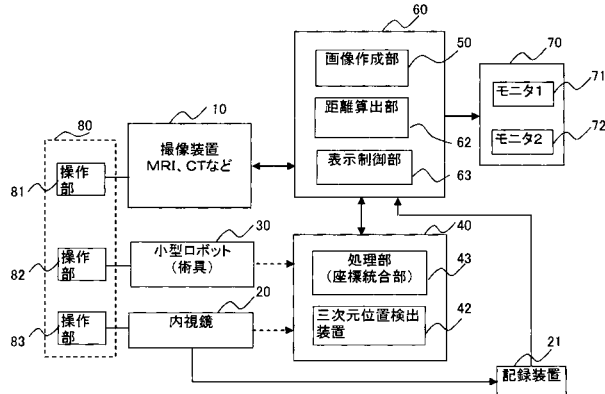 60
50
画像作成部
距離算出部
62
表示制御部
63
70
71
モニタ1
モニタ2
72
10
撮像装置
MRI、CTなど
80
操作
部
81
30
小型ロボット
(術具)
操作
部
82
20
内視鏡
操作
部
83
40
処理部
(座標統合部)
43
三次元位置検出
装置
42
21
記録装置